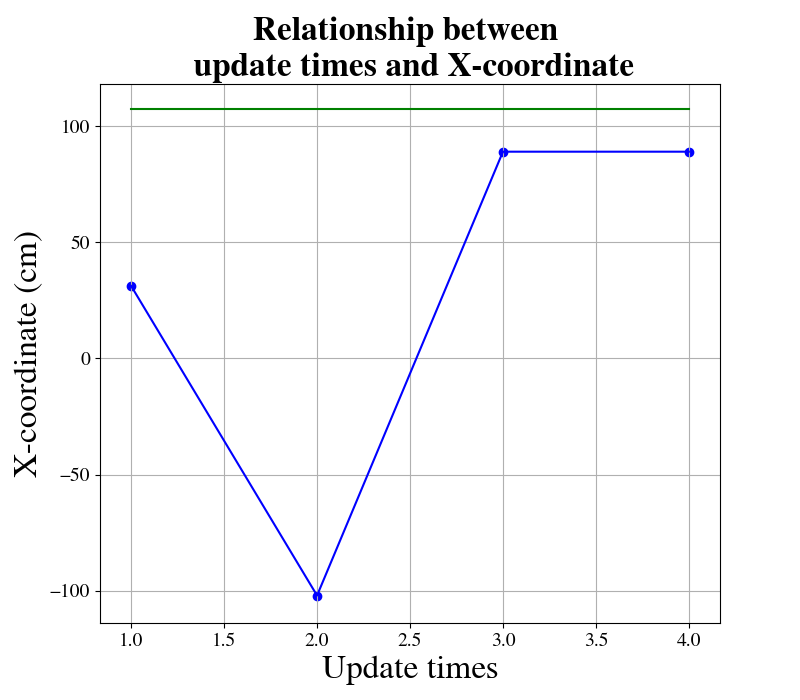 Relationship between
update times and X-coordinate
100
50
0
−50
−100
X-coordinate (cm)
1.0 1.5 2.0 2.5 3.0 3.5 4.0
Update times